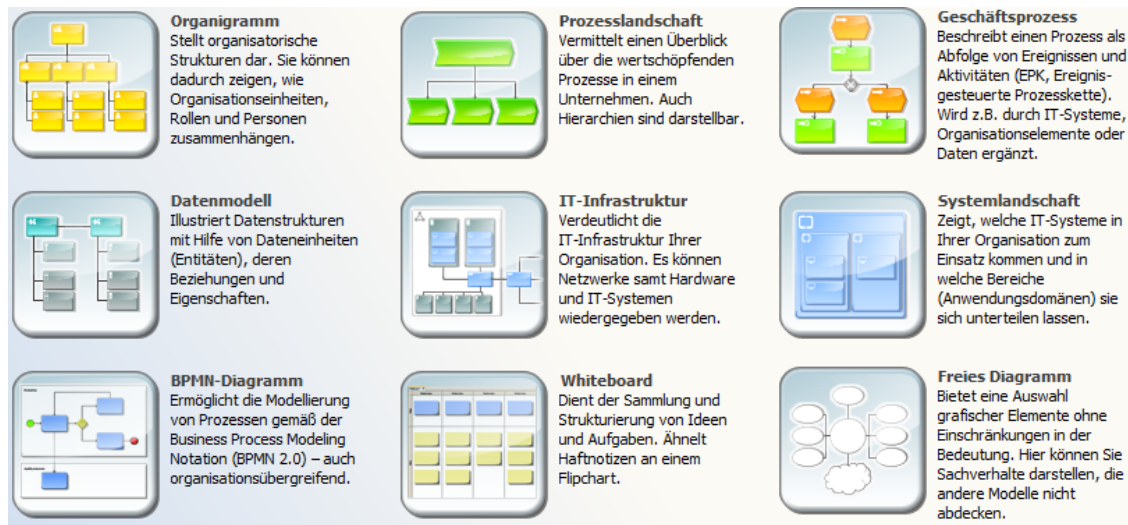 Organigramm
Stellt organisatorische
Strukturen dar. Sie können
dadurch zeigen, wie
Organisationseinheiten,
Rollen und Personen
zusammenhängen.
Prozesslandschaft
Vermittelt einen Überblick
über die wertschöpfenden
Prozesse in einem
Unternehmen. Auch
Hierarchien sind darstellbar.
Geschäftsprozess
Beschreibt einen Prozess als
Abfolge von Ereignissen und
Aktivitäten (EPK, Ereignis-
gesteuerte Prozesskette).
Wird z.B. durch IT-Systeme,
Organisationselemente oder
Daten ergänzt.
Datenmodell
Illustriert Datenstrukturen
mit Hilfe von Dateneinheiten
(Entitäten), deren
Beziehungen und
Eigenschaften.
IT-Infrastruktur
Verdeutlicht die
IT-Infrastruktur Ihrer
Organisation. Es können
Netzwerke samt Hardware
und IT-Systemen
wiedergegeben werden.
Systemlandschaft
Zeigt, welche IT-Systeme in
Ihrer Organisation zum
Einsatz kommen und in
welche Bereiche
(Anwendungsdomänen) sie
sich unterteilen lassen.
BPMN-Diagramm
Ermöglicht die Modellierung
von Prozessen gemäß der
Business Process Modeling
Notation (BPMN 2.0) – auch
organisationsübergreifend.
Whiteboard
Dient der Sammlung und
Strukturierung von Ideen
und Aufgaben. Ähnelt
Haftnotizen an einem
Flipchart.
Freies Diagramm
Bietet eine Auswahl
grafischer Elemente ohne
Einschränkungen in der
Bedeutung. Hier können Sie
Sachverhalte darstellen, die
andere Modelle nicht
abdecken.